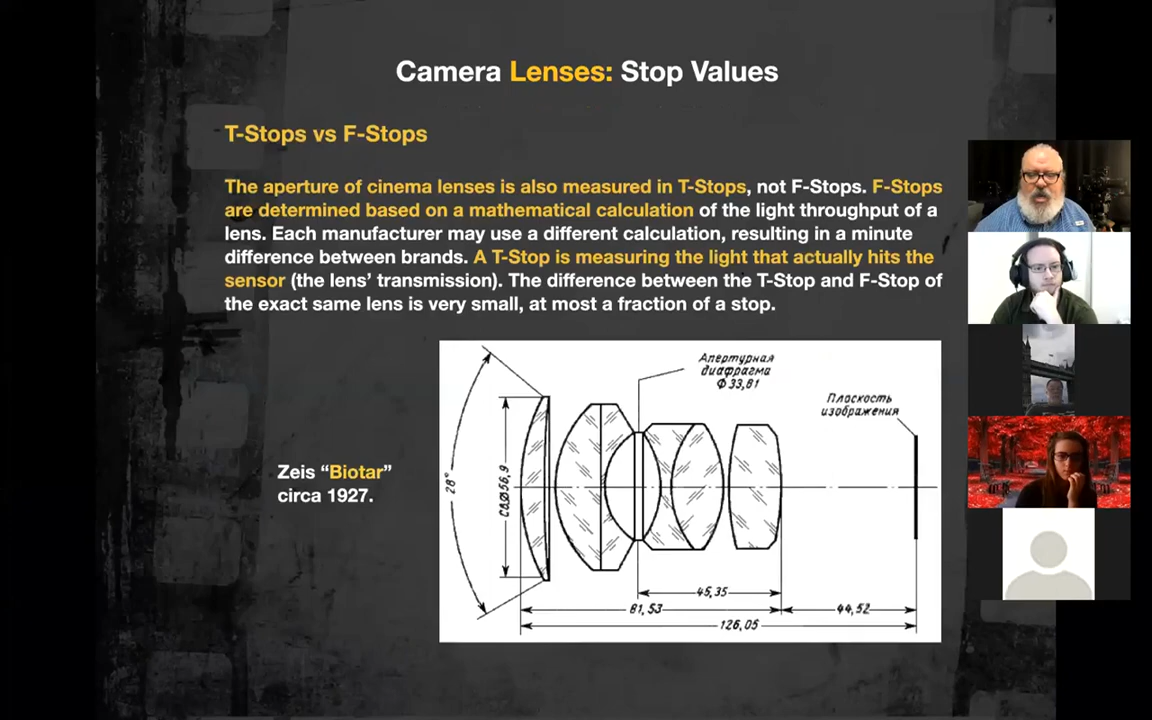 Camera Lenses: Stop Values
T-Stops vs F-Stops
The aperture of cinema lenses is also measured in T-Stops, not F-Stops. F-Stops
are determined based on a mathematical calculation of the light throughput of a
lens. Each manufacturer may use a different calculation, resulting in a minute
difference between brands. A T-Stop is measuring the light that actually hits the
sensor (the lens' transmission). The difference between the T-Stop and F-Stop of
the exact same lens is very small, at most a fraction of a stop.
Zeis “Biotar”
circa 1927.
Апертурная
диафрагма
Ф 33,81
Плоскость
изображения
28°
Св.Ø56,9
45,35
81,53
44,52
126,05